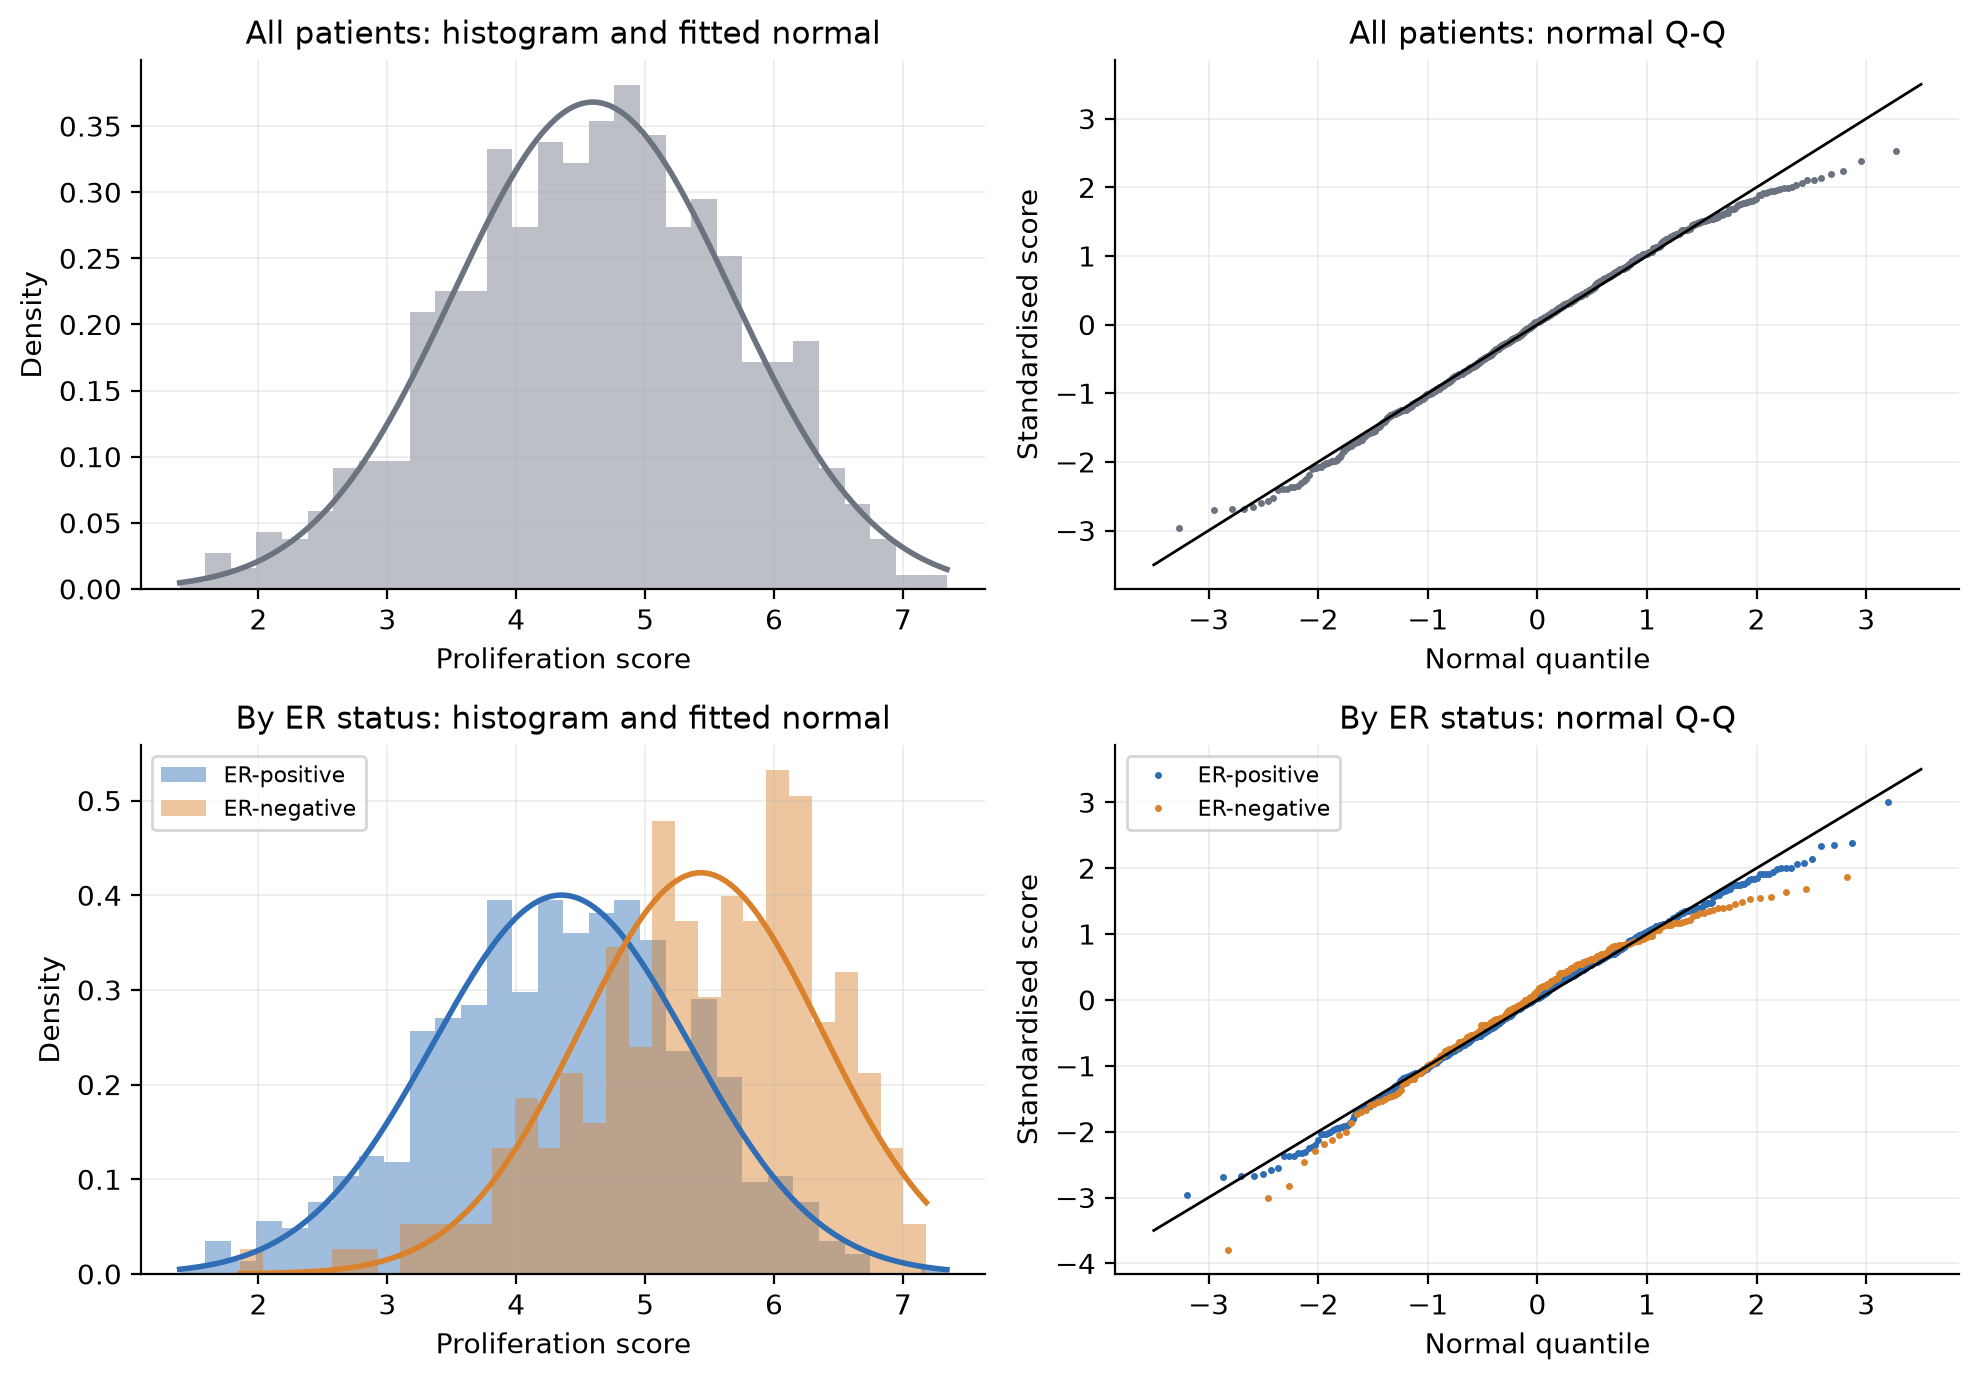 All patients: histogram and fitted normal
0.35
0.30
0.25
0.20
0.15
0.10
0.05
0.00
Density
2 3 4 5 6 7
Proliferation score
All patients: normal Q-Q
3
2
1
0
−1
−2
−3
Standardised score
−3 −2 −1 0 1 2 3
Normal quantile
By ER status: histogram and fitted normal
ER-positive
ER-negative
0.5
0.4
0.3
0.2
0.1
0.0
Density
2 3 4 5 6 7
Proliferation score
By ER status: normal Q-Q
ER-positive
ER-negative
3
2
1
0
−1
−2
−3
−4
Standardised score
−3 −2 −1 0 1 2 3
Normal quantile